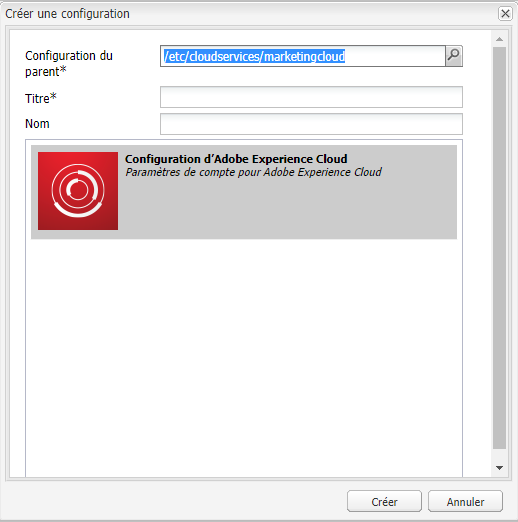 Créer une configuration
Configuration du parent* /etc/cloudservices/marketingcloud
Titre*
Nom
Configuration d'Adobe Experience Cloud
Paramètres de compte pour Adobe Experience Cloud
Créer Annuler